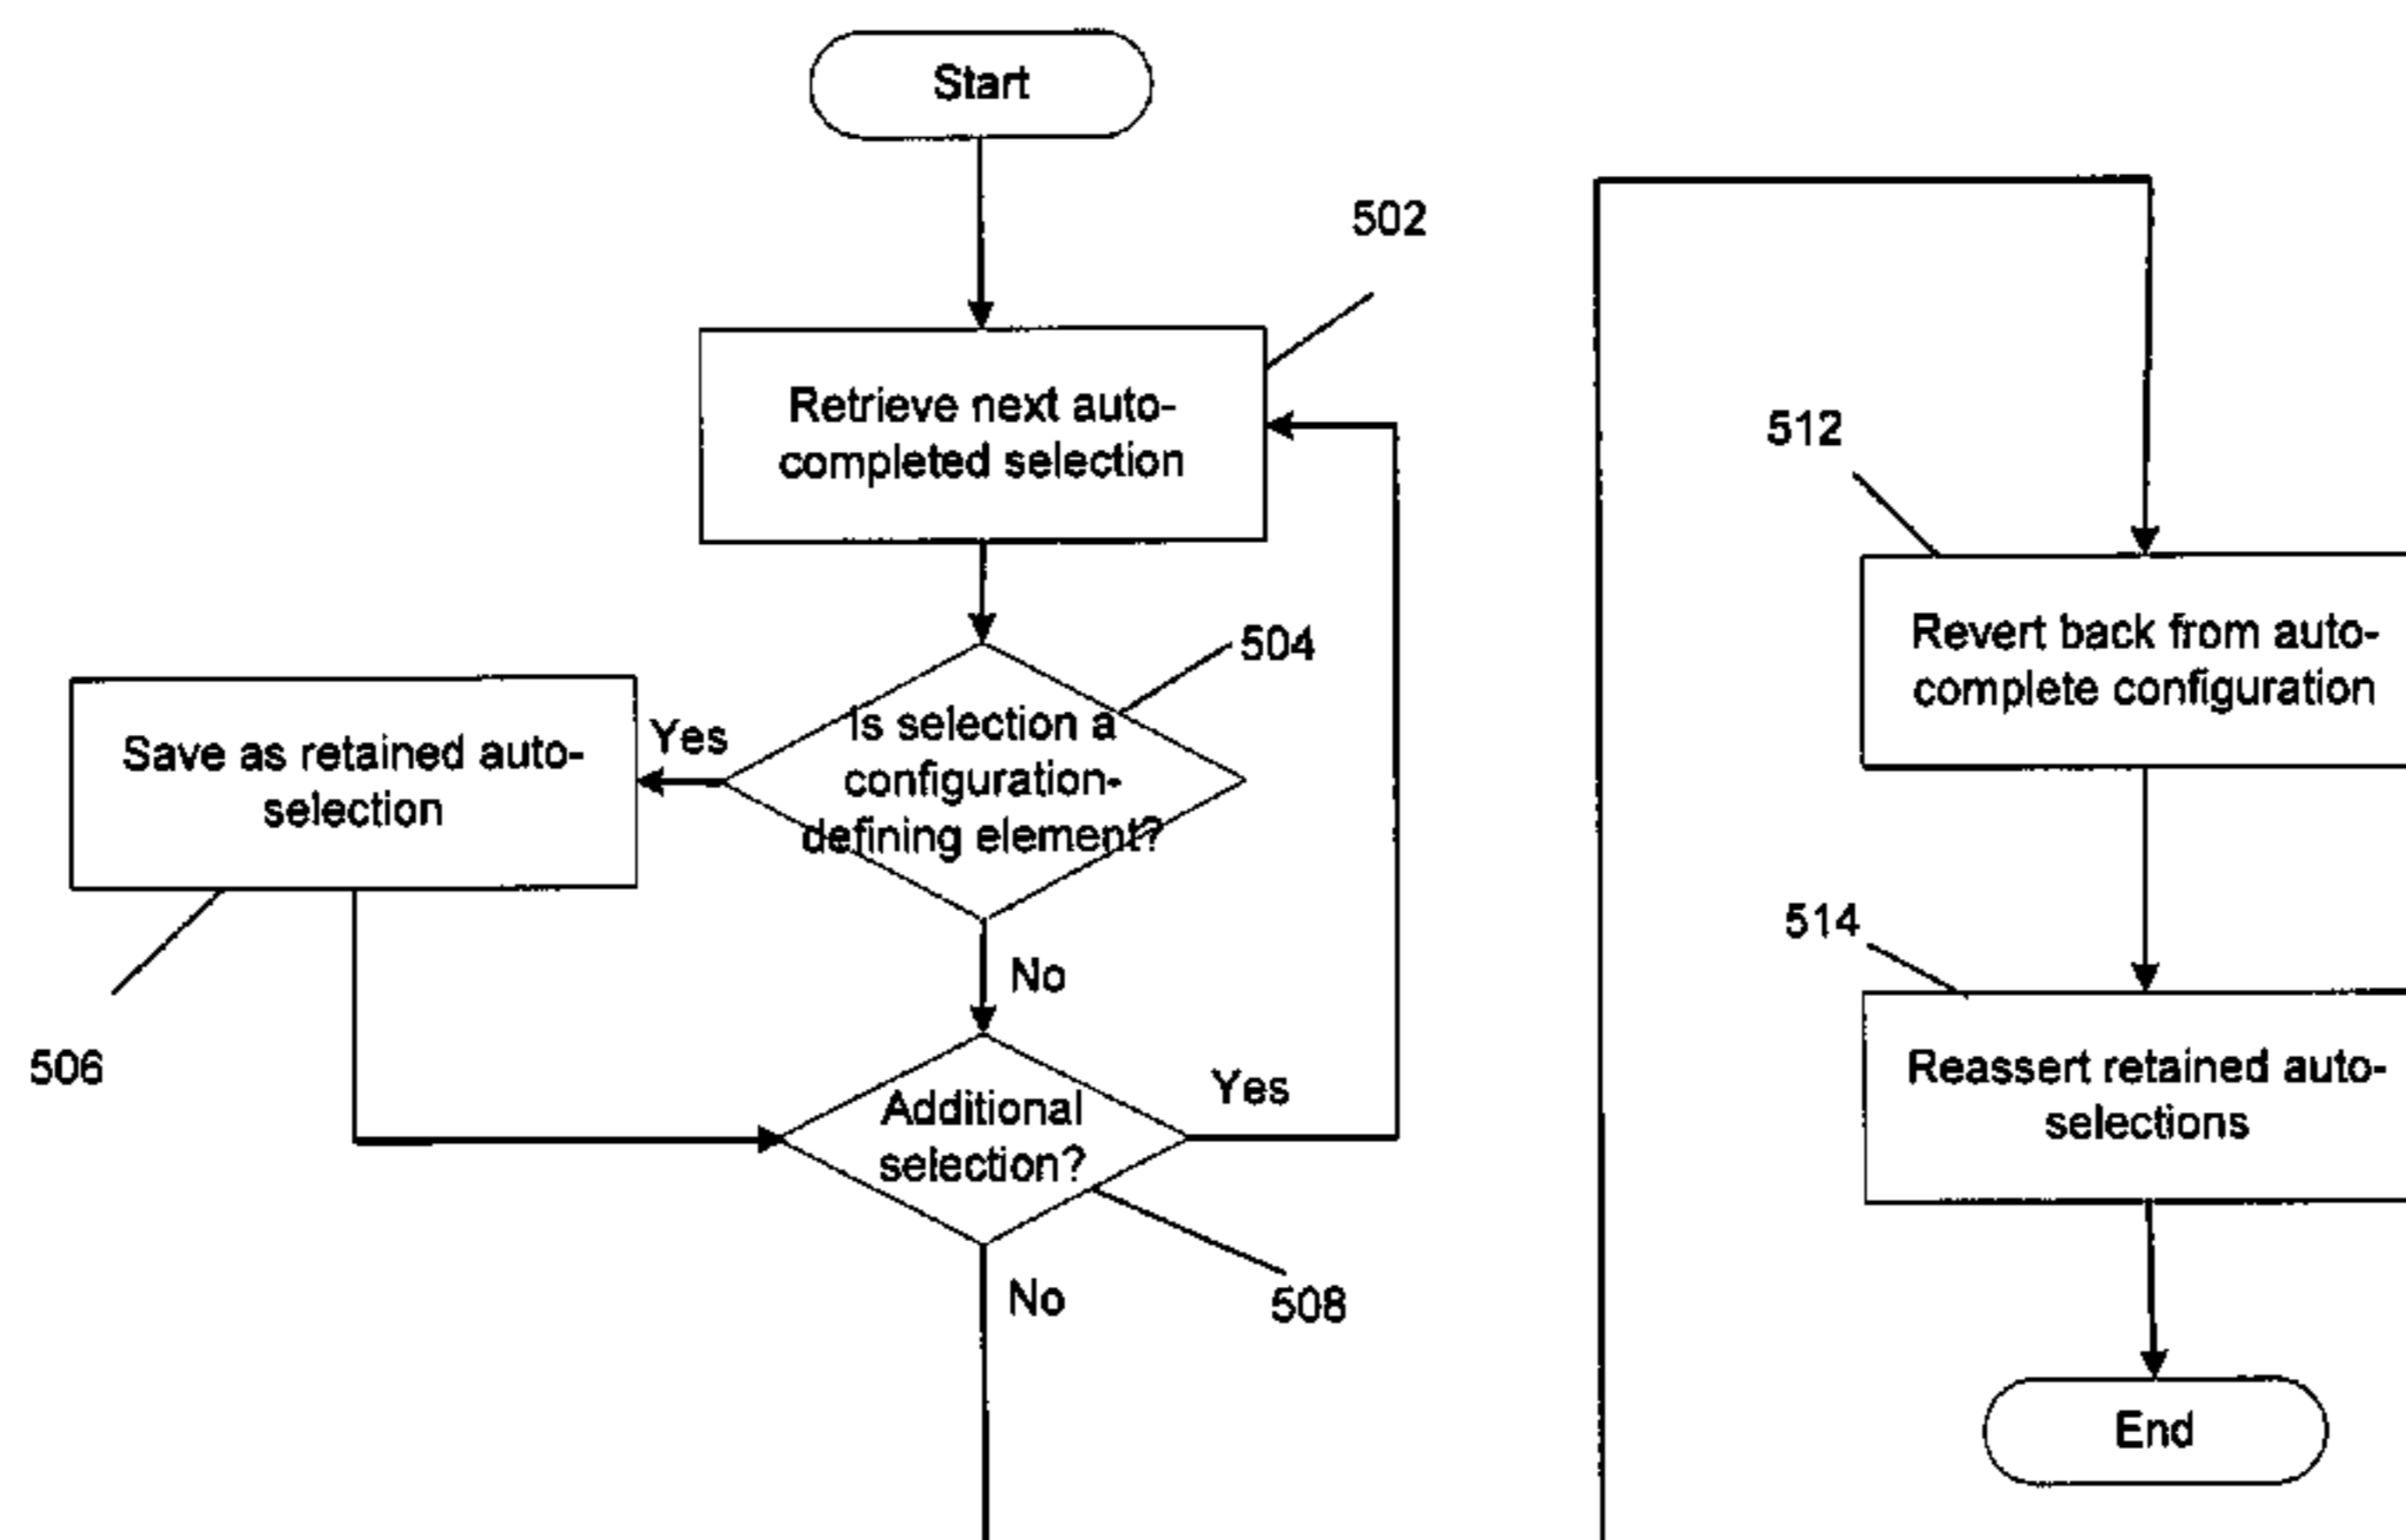 Start
502
Retrieve next auto-
completed selection
504
Is selection a
configuration-
defining element?
Yes
Save as retained auto-
selection
506
No
Additional
selection?
Yes
508
No
512
Revert back from auto-
complete configuration
514
Reassert retained auto-
selections
End